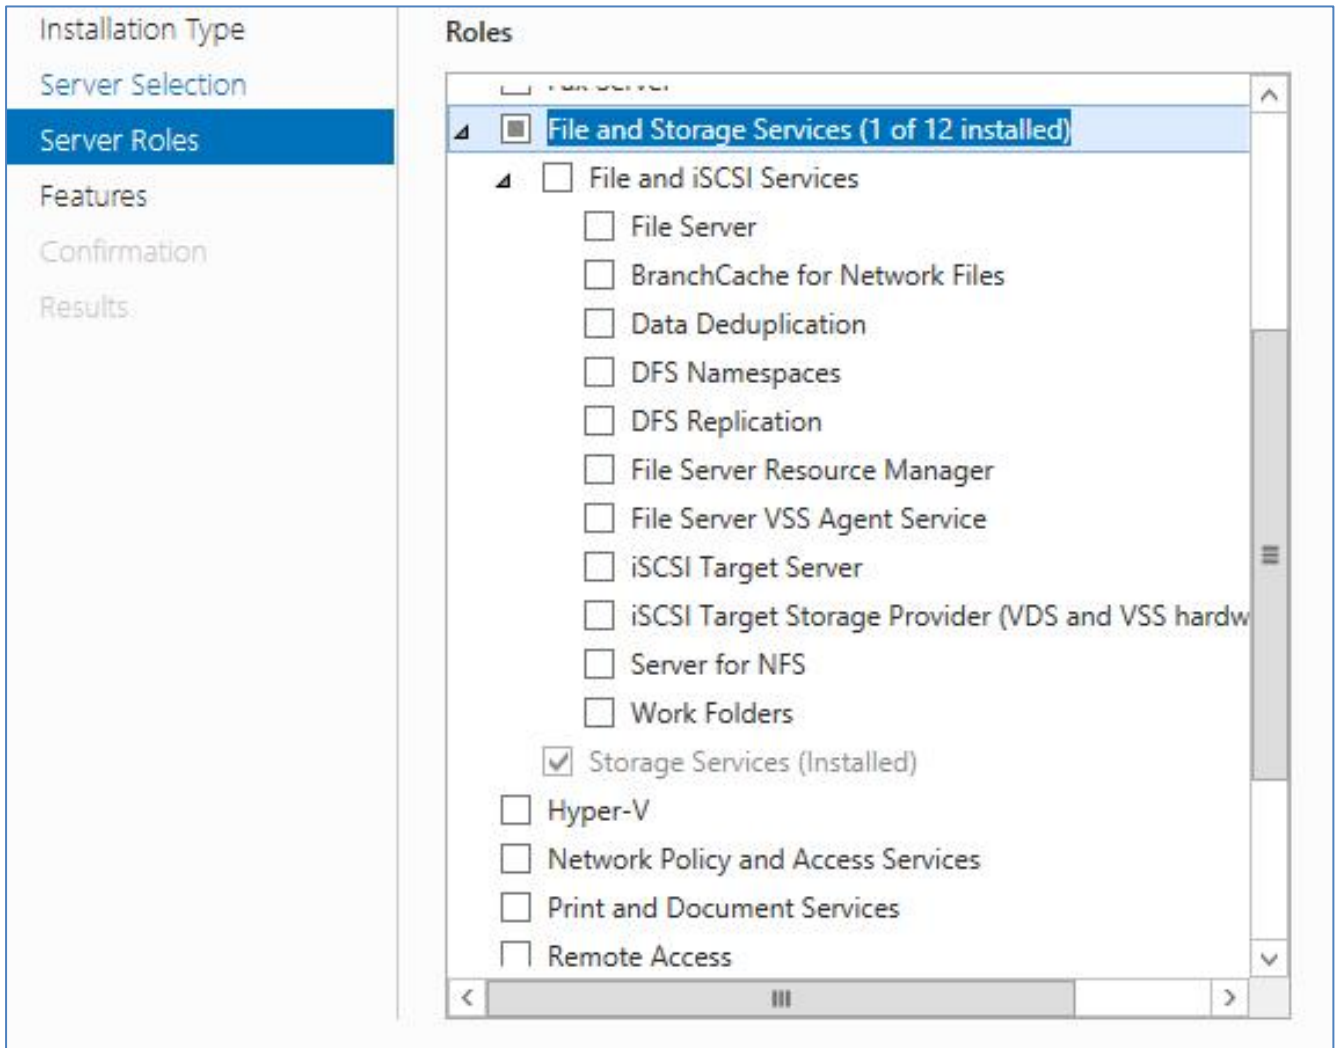 Installation Type
Server Selection
Server Roles
Features
Confirmation
Results
Roles
Fax Server
File and Storage Services (1 of 12 installed)
File and iSCSI Services
File Server
BranchCache for Network Files
Data Deduplication
DFS Namespaces
DFS Replication
File Server Resource Manager
File Server VSS Agent Service
iSCSI Target Server
iSCSI Target Storage Provider (VDS and VSS hardw
Server for NFS
Work Folders
Storage Services (Installed)
Hyper-V
Network Policy and Access Services
Print and Document Services
Remote Access